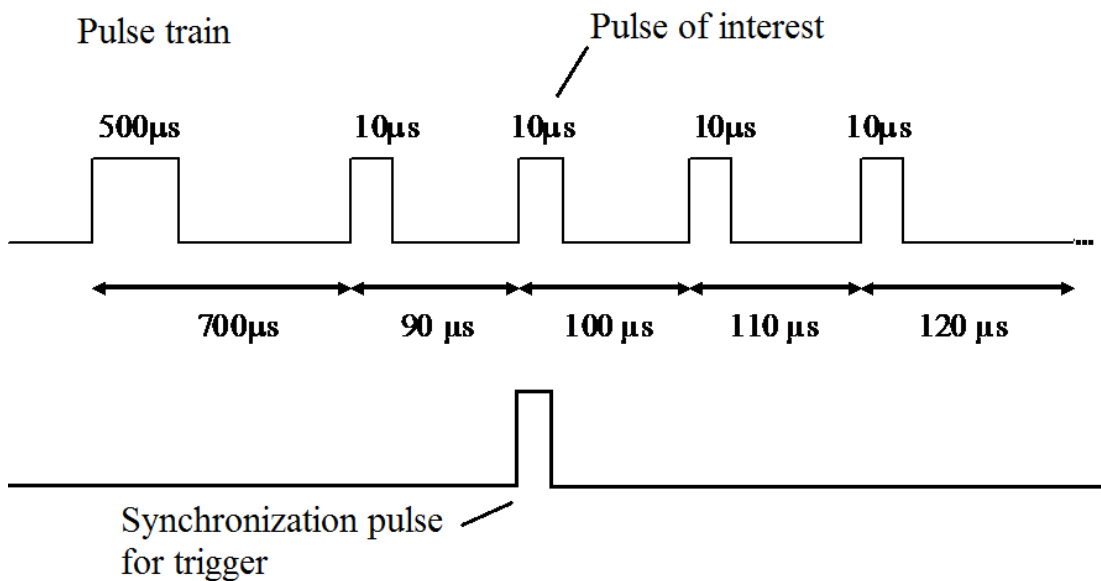 Pulse train
Pulse of interest
500μs
10μs
10μs
10μs
10μs
...
700μs
90 μs
100 μs
110 μs
120 μs
Synchronization pulse
for trigger